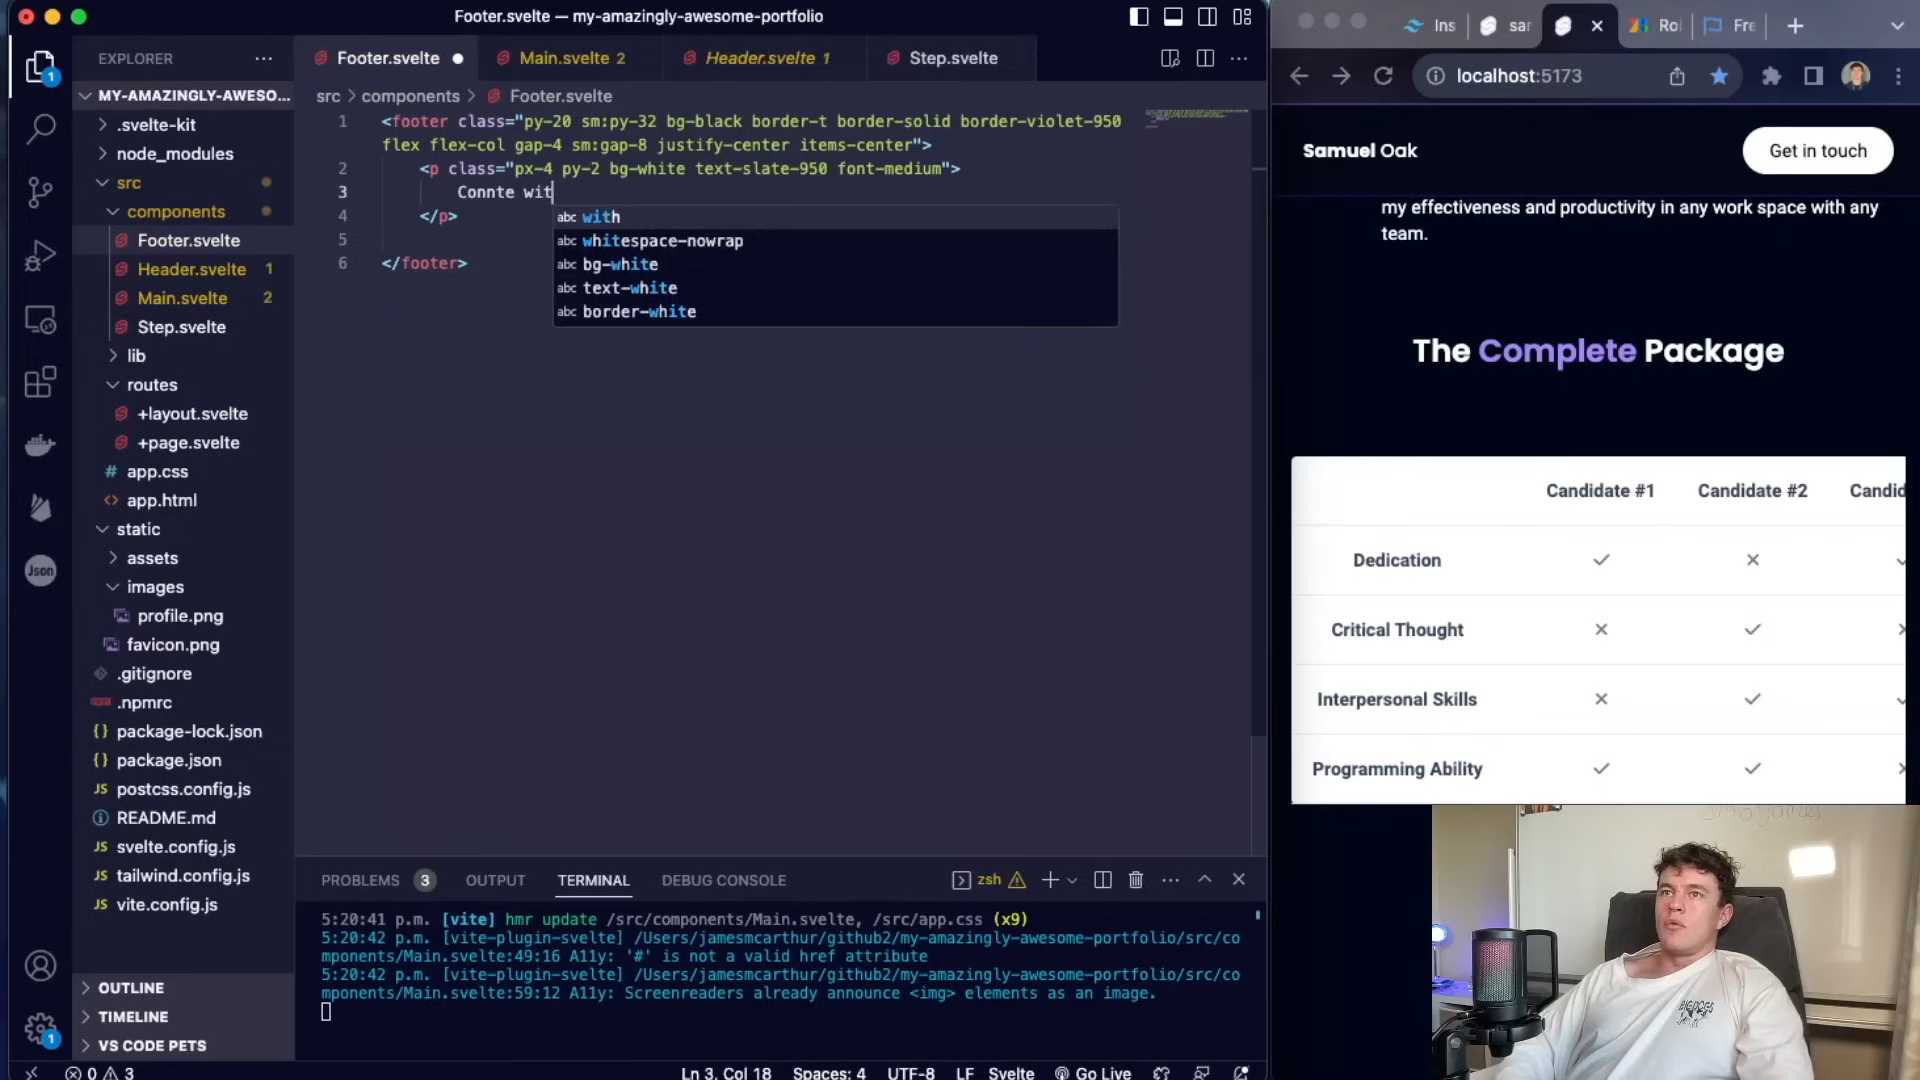 Footer.svelte — my-amazingly-awesome-portfolio
Ins
sar
Rol
Fre
EXPLORER
Footer.svelte
Main.svelte 2
Header.svelte 1
Step.svelte
localhost:5173
MY-AMAZINGLY-AWESO...
src > components > Footer.svelte
.svelte-kit
node_modules
src
components
Footer.svelte
Header.svelte 1
Main.svelte 2
Step.svelte
lib
routes
+layout.svelte
+page.svelte
app.css
app.html
static
assets
images
profile.png
favicon.png
.gitignore
.npmrc
package-lock.json
package.json
postcss.config.js
README.md
svelte.config.js
tailwind.config.js
vite.config.js
OUTLINE
TIMELINE
VS CODE PETS
Json
1
1
1 <footer class="py-20 sm:py-32 bg-black border-t border-solid border-violet-950
flex flex-col gap-4 sm:gap-8 justify-center items-center">
2 <p class="px-4 py-2 bg-white text-slate-950 font-medium">
3 Connte wit
4 </p>
5
6 </footer>
abc with
abc whitespace-nowrap
abc bg-white
abc text-white
abc border-white
PROBLEMS 3 OUTPUT TERMINAL DEBUG CONSOLE
zsh
5:20:41 p.m. [vite] hmr update /src/components/Main.svelte, /src/app.css (x9)
5:20:42 p.m. [vite-plugin-svelte] /Users/jamesmcarthur/github2/my-amazingly-awesome-portfolio/src/co
mponents/Main.svelte:49:16 A11y: '#' is not a valid href attribute
5:20:42 p.m. [vite-plugin-svelte] /Users/jamesmcarthur/github2/my-amazingly-awesome-portfolio/src/co
mponents/Main.svelte:59:12 A11y: Screenreaders already announce <img> elements as an image.
0 3
Ln 3, Col 18 Spaces: 4 UTF-8 LF Svelte Go Live
Samuel Oak
Get in touch
my effectiveness and productivity in any work space with any
team.
The Complete Package
Candidate #1 Candidate #2 Candid
Dedication
Critical Thought
Interpersonal Skills
Programming Ability